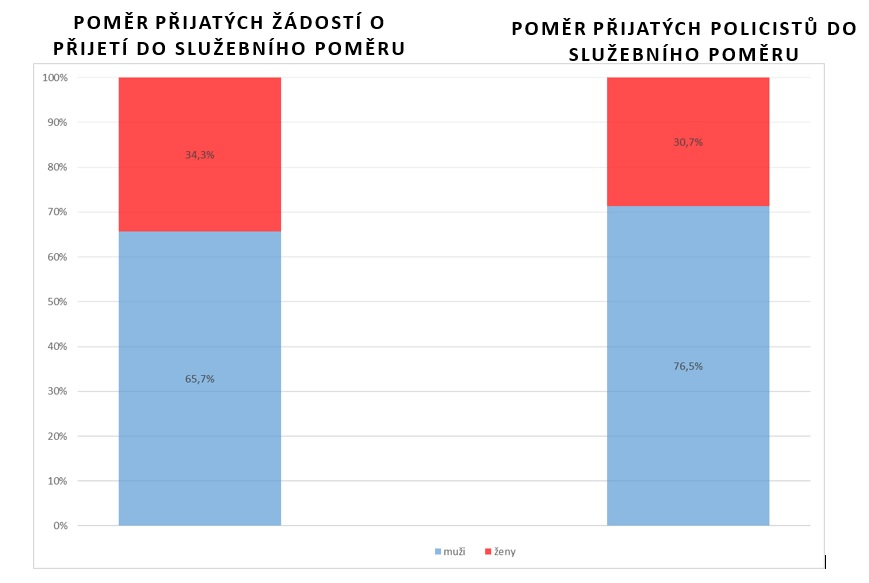 POMĚR PŘIJATÝCH ŽÁDOSTÍ O
PŘIJETÍ DO SLUŽEBNÍHO POMĚRU
POMĚR PŘIJATÝCH POLICISTŮ DO
SLUŽEBNÍHO POMĚRU
100%
90%
80%
70%
60%
50%
40%
30%
20%
10%
0%
34,3%
65,7%
30,7%
76,5%
muži
ženy